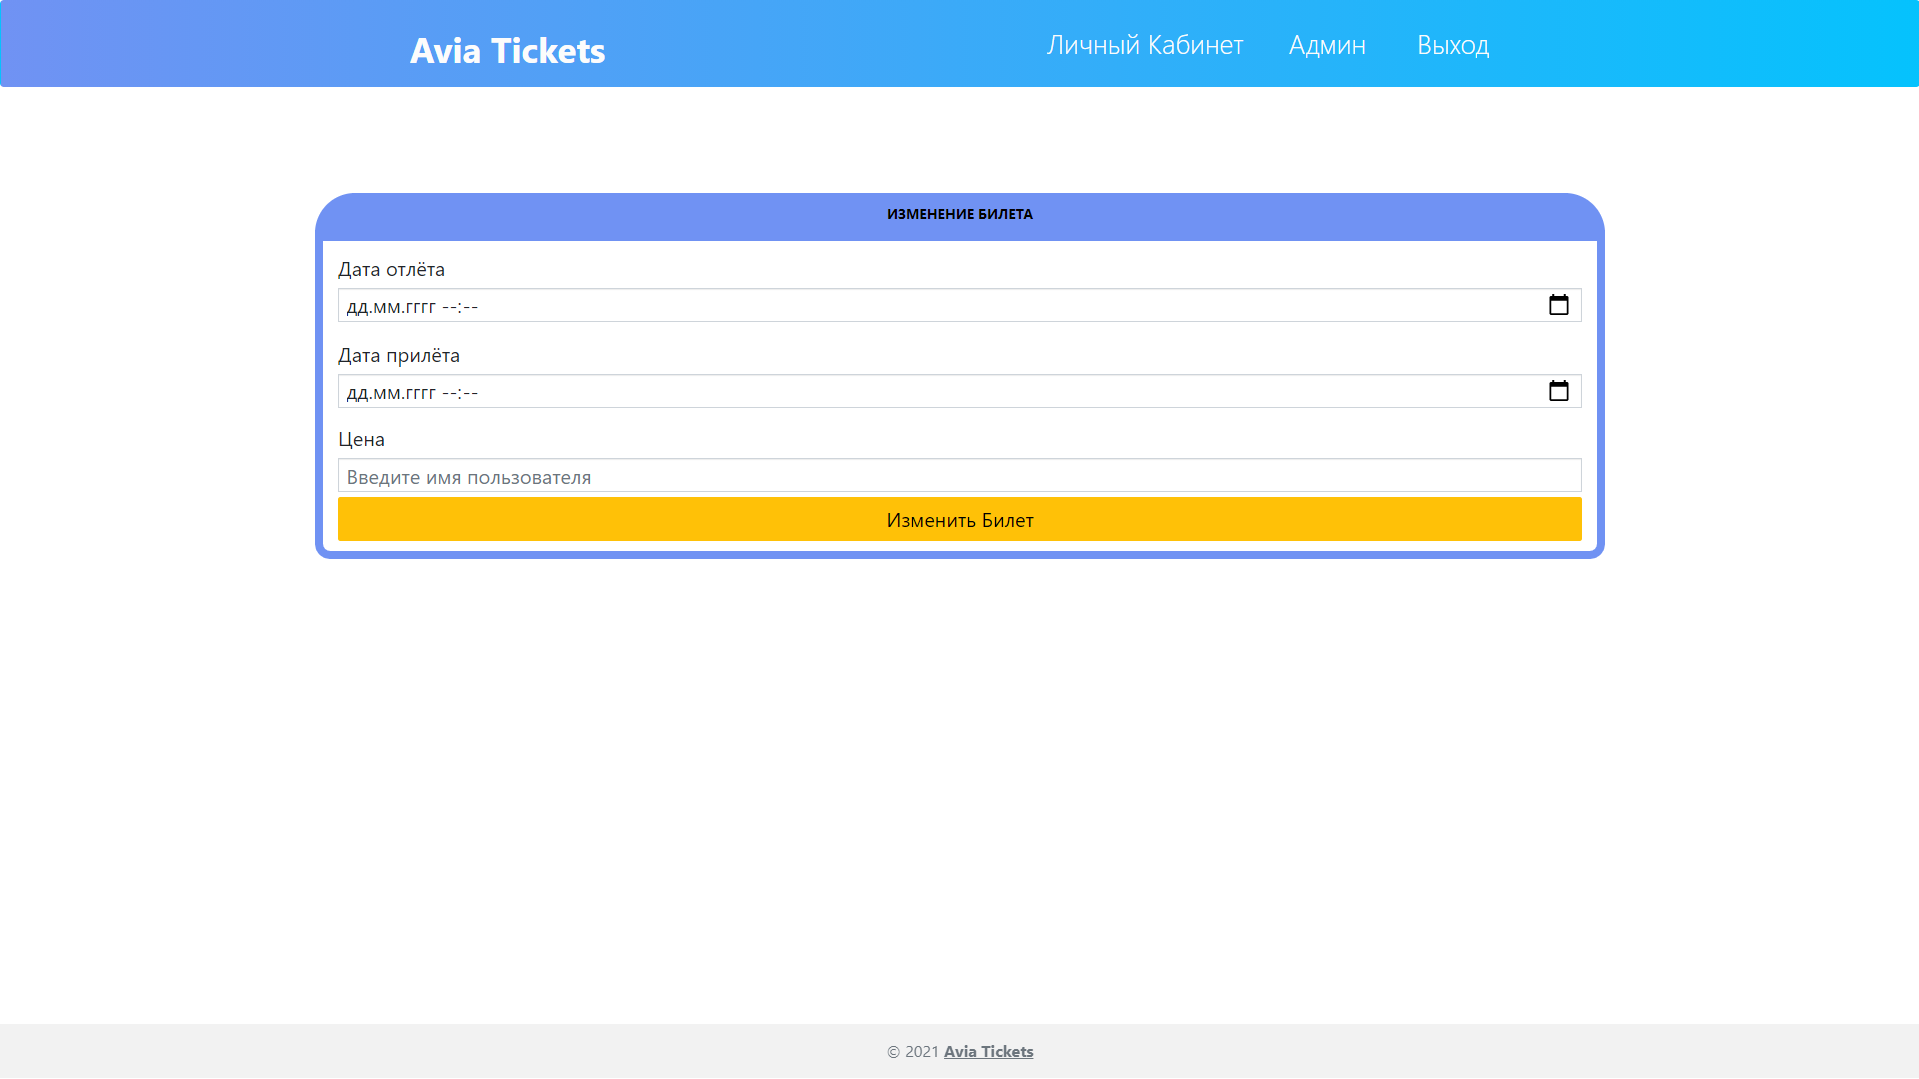 Avia Tickets
Личный Кабинет Админ Выход
ИЗМЕНЕНИЕ БИЛЕТА
Дата отлёта
дд.мм.гггг --:--
Дата прилёта
дд.мм.гггг --:--
Цена
Введите имя пользователя
Изменить Билет
© 2021 Avia Tickets